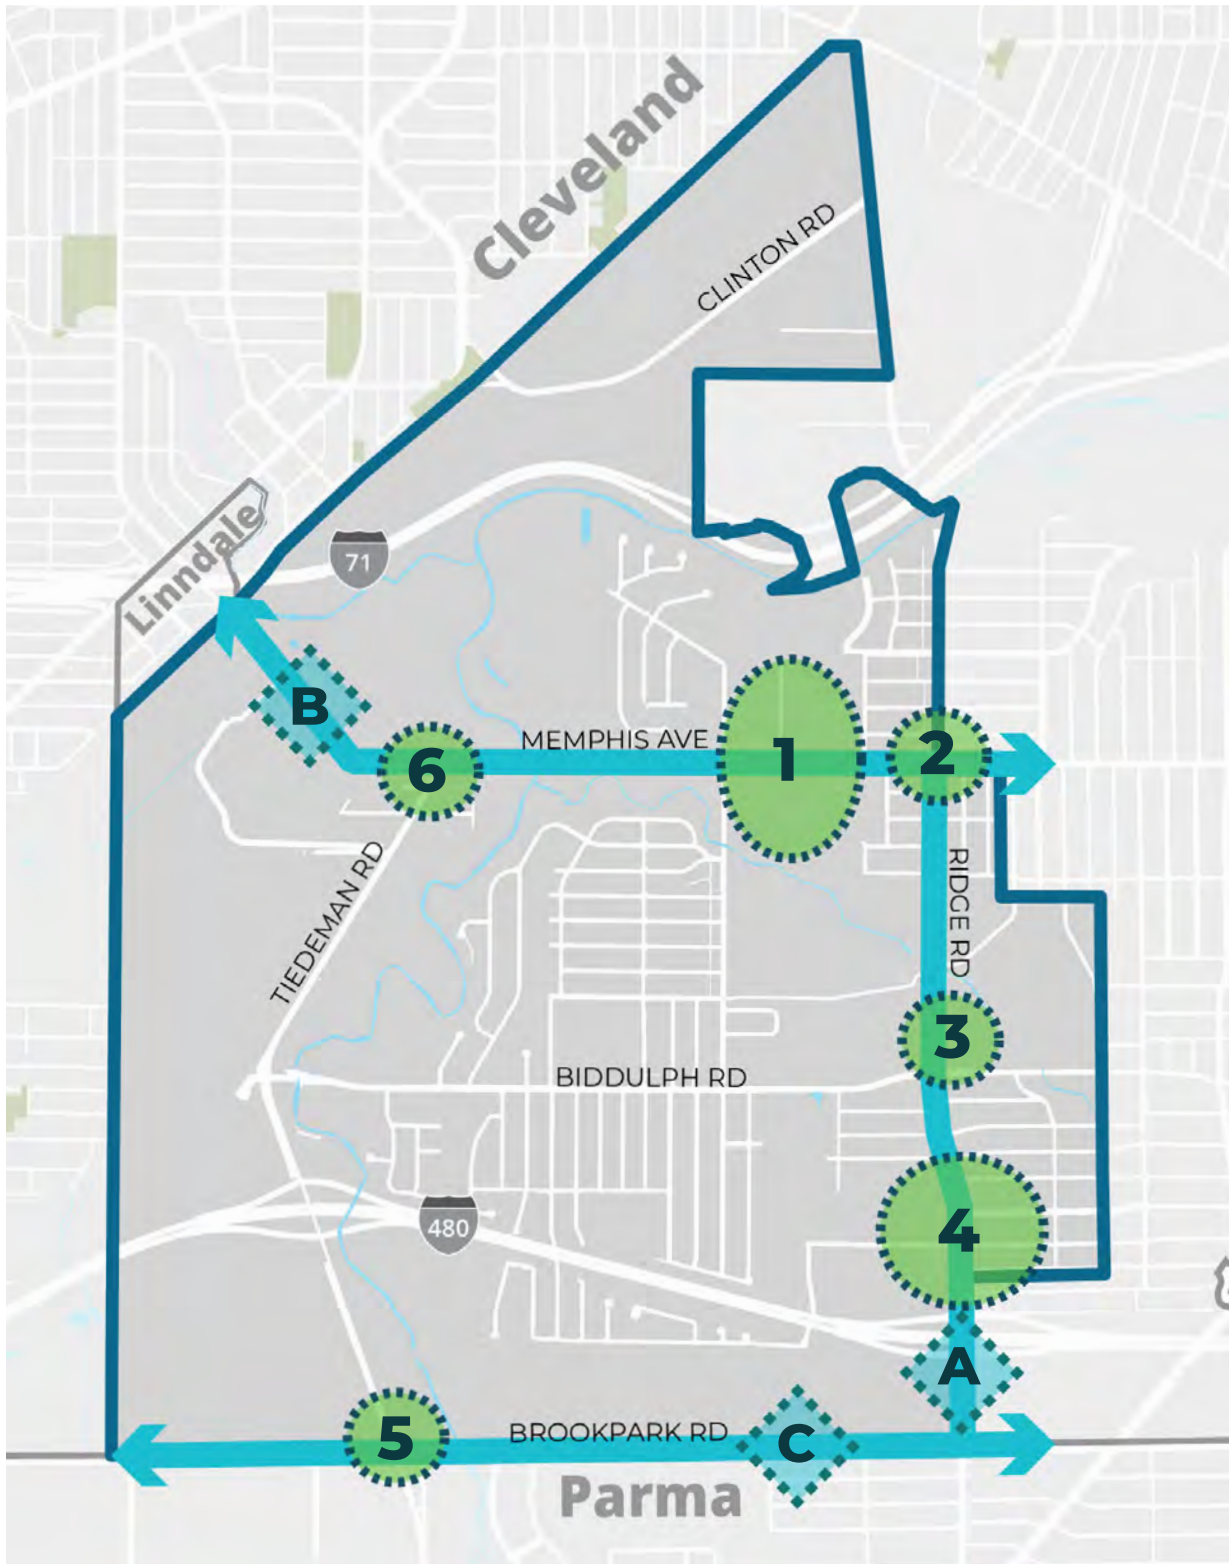 Cleveland
CLINTON RD
Linndale
71
B
MEMPHIS AVE
1
2
6
TIEDEMAN RD
RIDGE RD
3
BIDDULPH RD
480
4
A
5
BROOKPARK RD
C
Parma